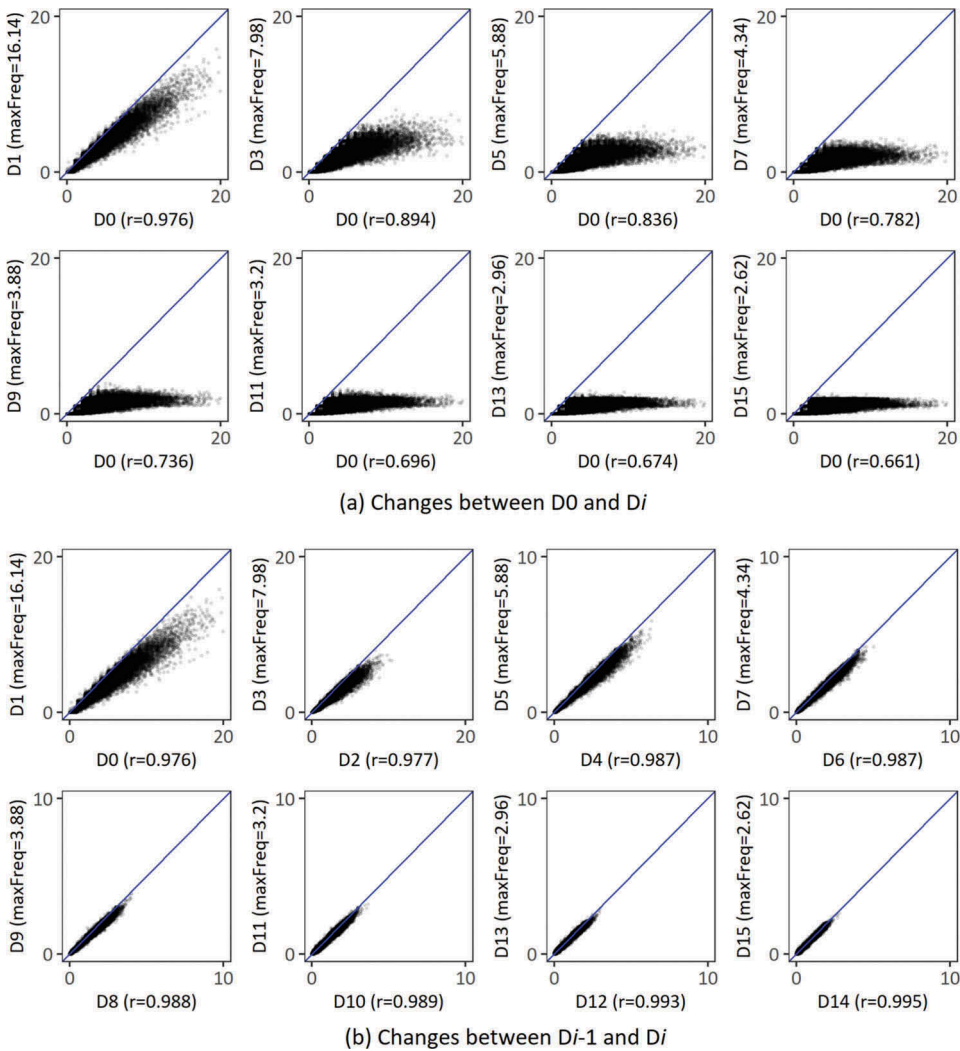 20
D1 (maxFreq=16.14)
0
0
20
D0 (r=0.976)
20
D3 (maxFreq=7.98)
0
0
20
D0 (r=0.894)
20
D5 (maxFreq=5.88)
0
0
20
D0 (r=0.836)
20
D7 (maxFreq=4.34)
0
0
20
D0 (r=0.782)
20
D9 (maxFreq=3.88)
0
0
20
D0 (r=0.736)
20
D11 (maxFreq=3.2)
0
0
20
D0 (r=0.696)
20
D13 (maxFreq=2.96)
0
0
20
D0 (r=0.674)
20
D15 (maxFreq=2.62)
0
0
20
D0 (r=0.661)
(a) Changes between D0 and Di
20
D1 (maxFreq=16.14)
0
0
20
D0 (r=0.976)
20
D3 (maxFreq=7.98)
0
0
20
D2 (r=0.977)
10
D5 (maxFreq=5.88)
0
0
10
D4 (r=0.987)
10
D7 (maxFreq=4.34)
0
0
10
D6 (r=0.987)
10
D9 (maxFreq=3.88)
0
0
10
D8 (r=0.988)
10
D11 (maxFreq=3.2)
0
0
10
D10 (r=0.989)
10
D13 (maxFreq=2.96)
0
0
10
D12 (r=0.993)
10
D15 (maxFreq=2.62)
0
0
10
D14 (r=0.995)
(b) Changes between Di-1 and Di